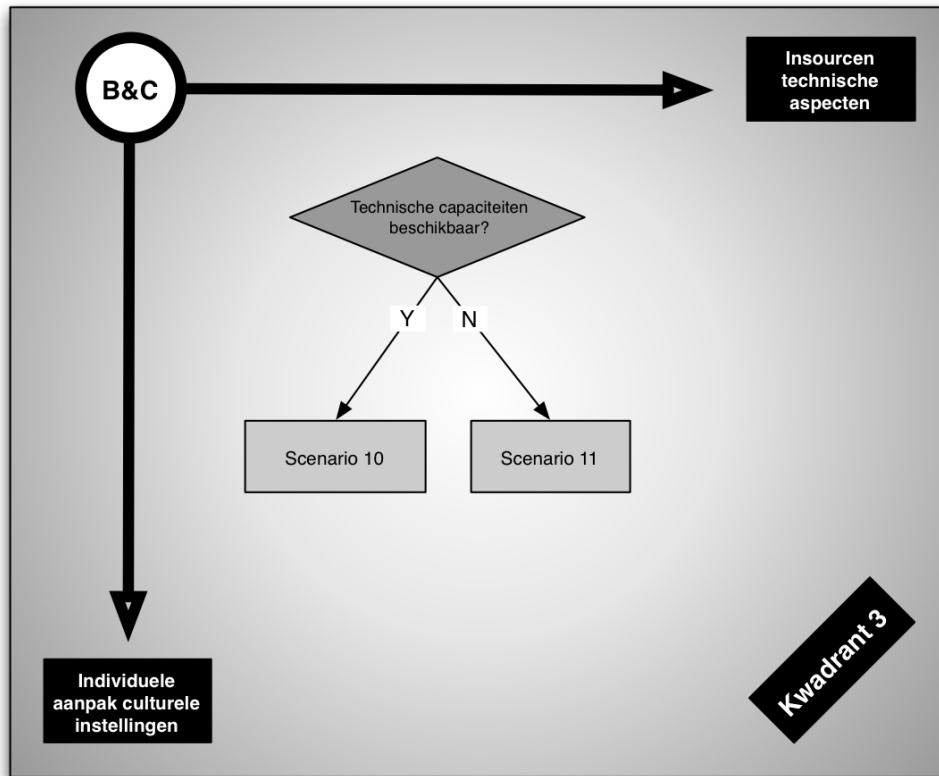 B&C
Insourcen
technische
aspecten
Technische capaciteiten
beschikbaar?
Y
N
Scenario 10
Scenario 11
Individuele
aanpak culturele
instellingen
Kwadrant 3